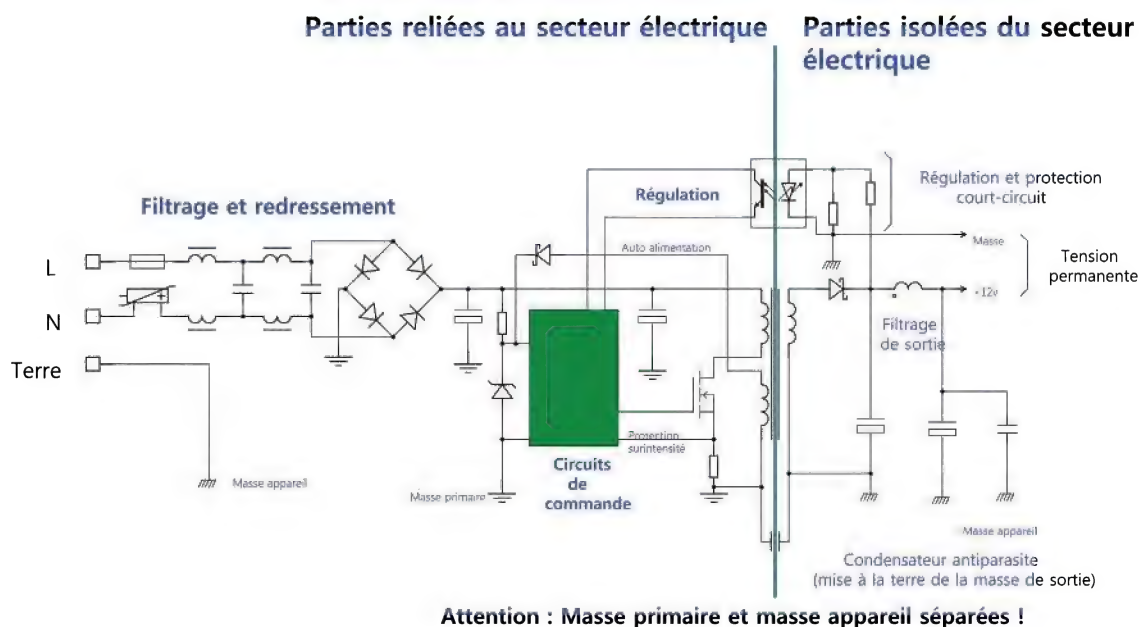 Parties reliées au secteur électrique
Parties isolées du secteur
électrique
Régulation et protection
court-circuit
Régulation
Filtrage et redressement
Masse
Auto alimentation
Tension
permanente
L
+12v
N
Filtrage
de sortie
Terre
Protection
surintensité
Circuits
de
commande
Masse appareil
Masse primaire
Masse appareil
Condensateur antiparasite
(mise à la terre de la masse de sortie)
Attention : Masse primaire et masse appareil séparées !